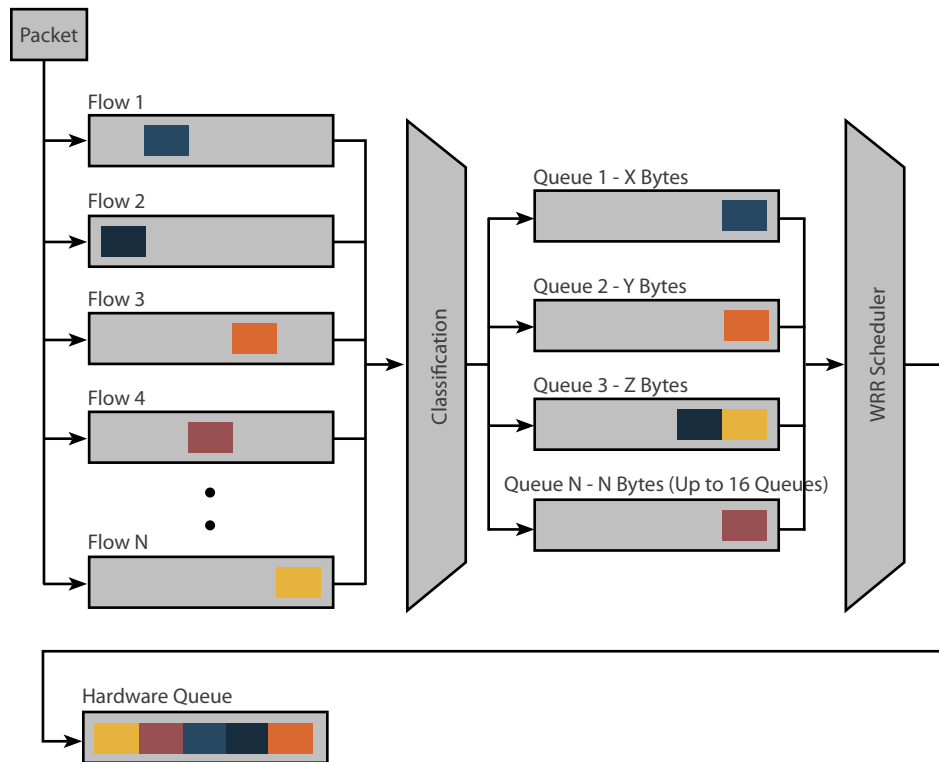 Packet
Flow 1
Flow 2
Flow 3
Flow 4
Flow N
Classification
Queue 1 - X Bytes
Queue 2 - Y Bytes
Queue 3 - Z Bytes
Queue N - N Bytes (Up to 16 Queues)
WRR Scheduler
Hardware Queue